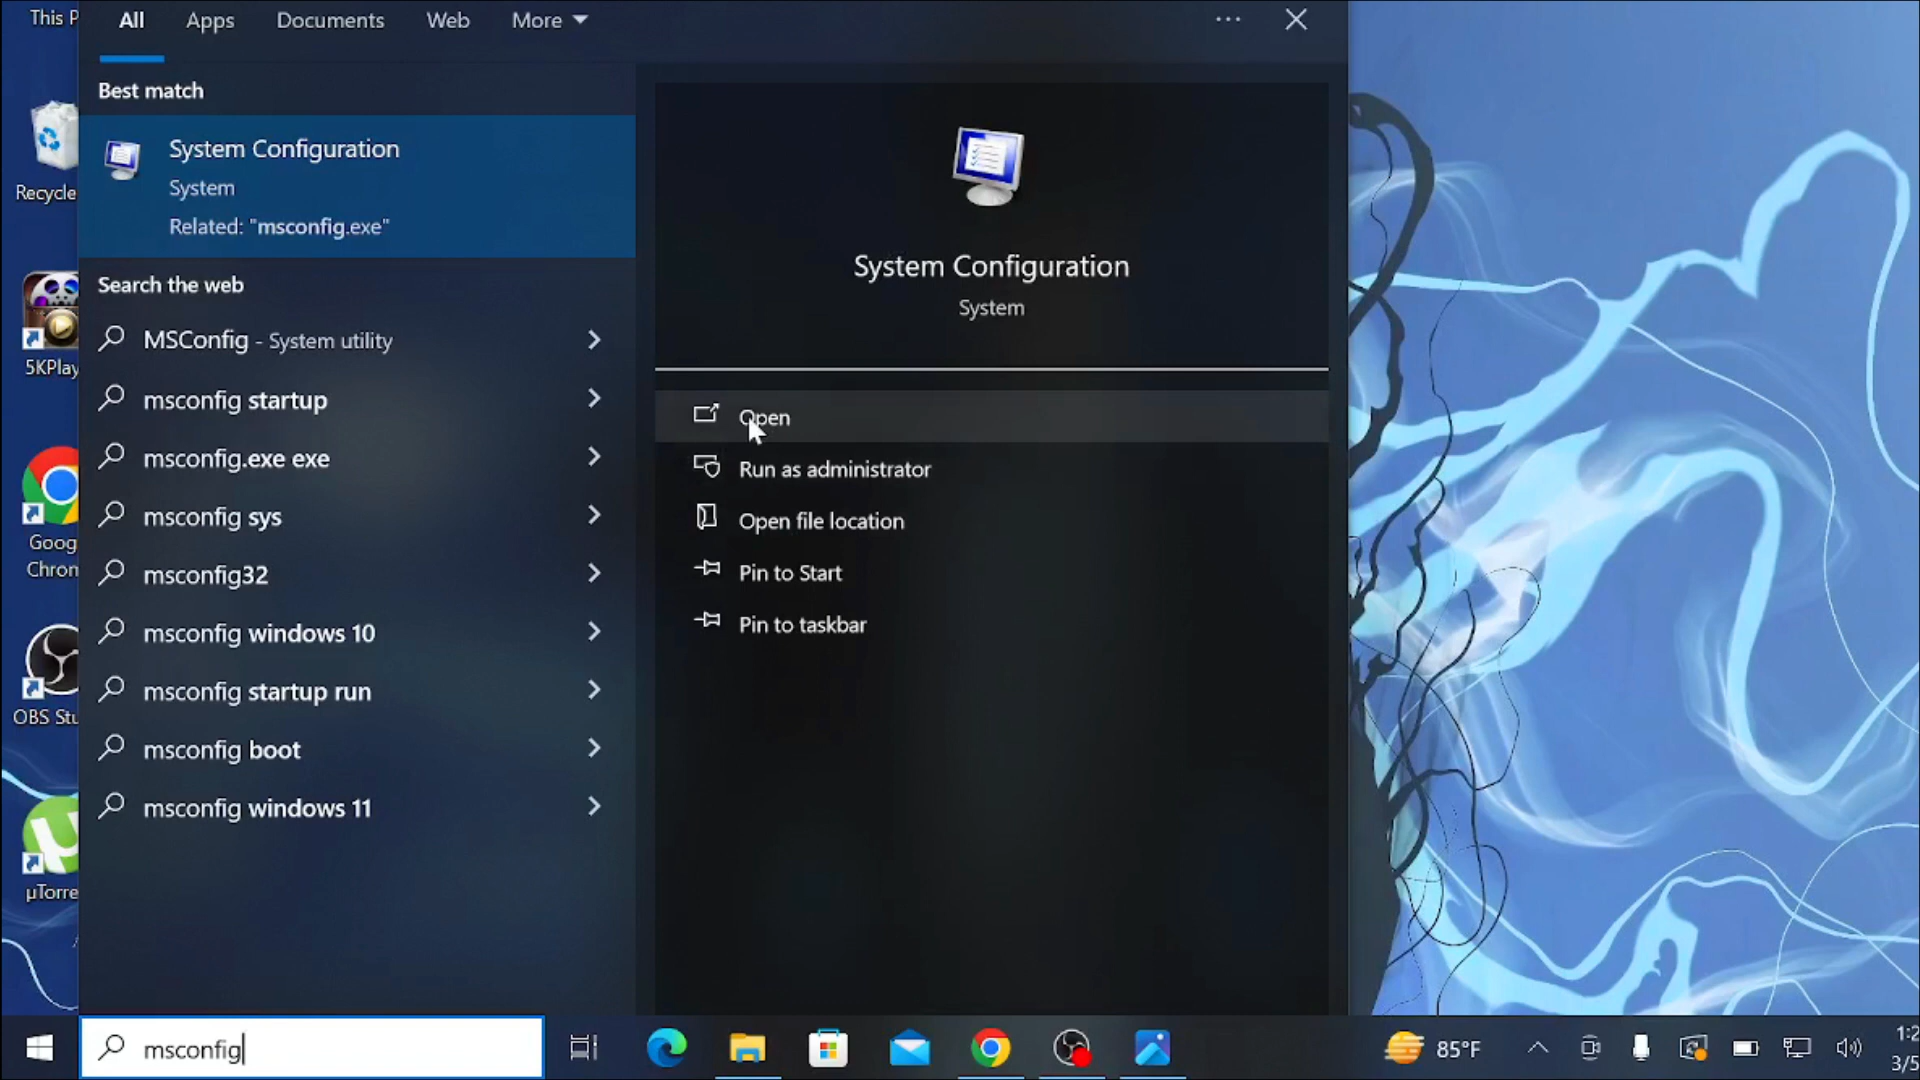 This P
All
Apps
Documents
Web
More
Best match
System Configuration
System
Related: "msconfig.exe"
Search the web
MSConfig - System utility
msconfig startup
msconfig.exe exe
msconfig sys
msconfig32
msconfig windows 10
msconfig startup run
msconfig boot
msconfig windows 11
System Configuration
System
Open
Run as administrator
Open file location
Pin to Start
Pin to taskbar
Recycle
5KPlay
Goog
Chrom
OBS Stu
µTorre
msconfig
85°F
1:2
3/5